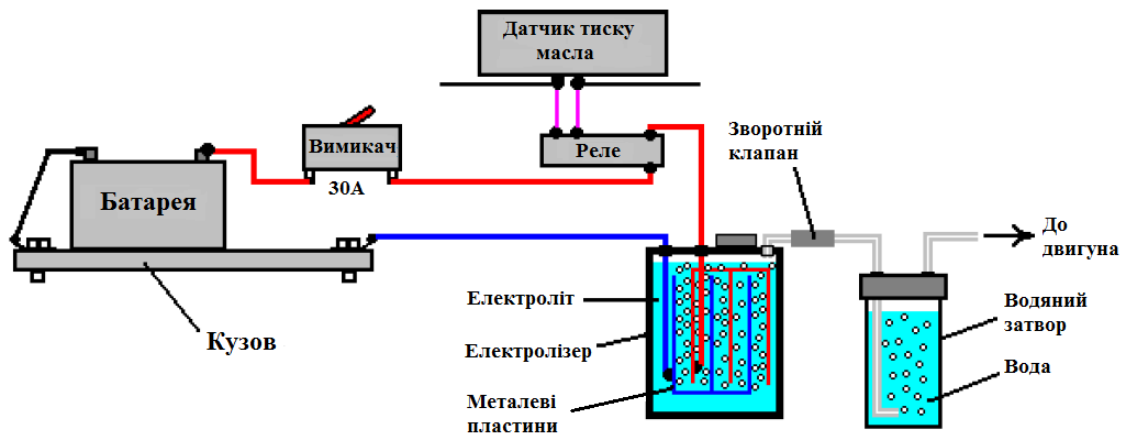 Датчик тиску
масла
Вимикач
30А
Реле
Зворотній
клапан
Батарея
До
двигуна
Кузов
Електроліт
Електролізер
Металеві
пластини
Водяний
затвор
Вода